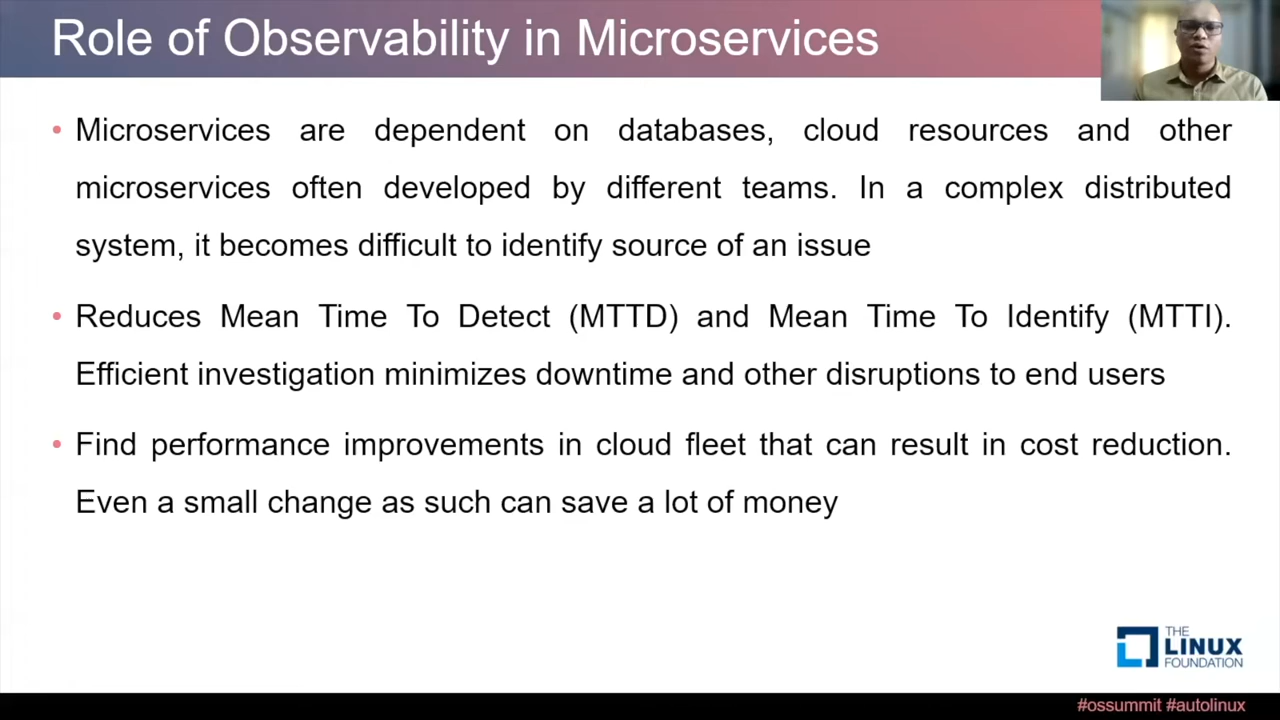 Role of Observability in Microservices
• Microservices are dependent on databases, cloud resources and other
microservices often developed by different teams. In a complex distributed
system, it becomes difficult to identify source of an issue
• Reduces Mean Time To Detect (MTTD) and Mean Time To Identify (MTTI).
Efficient investigation minimizes downtime and other disruptions to end users
• Find performance improvements in cloud fleet that can result in cost reduction.
Even a small change as such can save a lot of money
THE
LINUX
FOUNDATION
#ossummit #autolinux